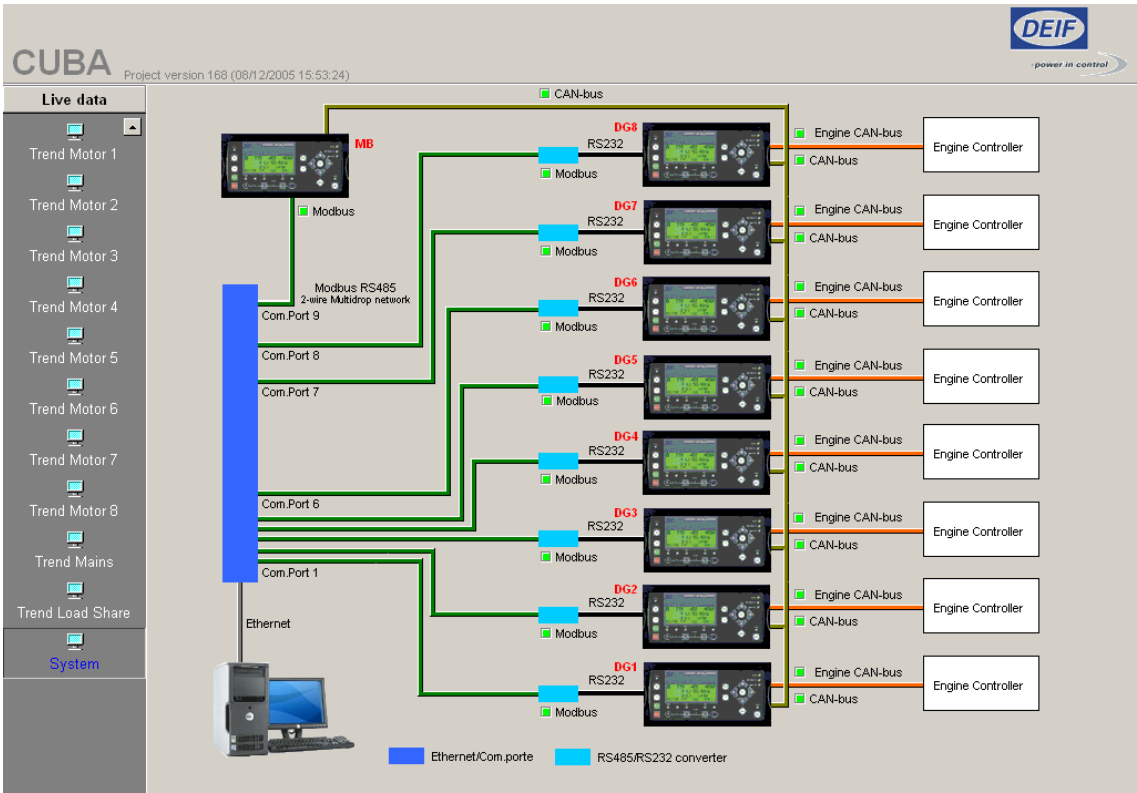 DEIF
-power in control
CUBA
Project version 168 (08/12/2005 15:53:24)
Live data
Trend Motor 1
Trend Motor 2
Trend Motor 3
Trend Motor 4
Trend Motor 5
Trend Motor 6
Trend Motor 7
Trend Motor 8
Trend Mains
Trend Load Share
System
CAN-bus
MB
Modbus
Modbus RS485
2-wire Multidrop network
Com.Port 9
Com.Port 8
Com.Port 7
Com.Port 6
Com.Port 1
Ethernet
DG8
RS232
Modbus
Engine CAN-bus
CAN-bus
Engine Controller
DG7
RS232
Modbus
Engine CAN-bus
CAN-bus
Engine Controller
DG6
RS232
Modbus
Engine CAN-bus
CAN-bus
Engine Controller
DG5
RS232
Modbus
Engine CAN-bus
CAN-bus
Engine Controller
DG4
RS232
Modbus
Engine CAN-bus
CAN-bus
Engine Controller
DG3
RS232
Modbus
Engine CAN-bus
CAN-bus
Engine Controller
DG2
RS232
Modbus
Engine CAN-bus
CAN-bus
Engine Controller
DG1
RS232
Modbus
Engine CAN-bus
CAN-bus
Engine Controller
Ethernet/Com.porte
RS485/RS232 converter